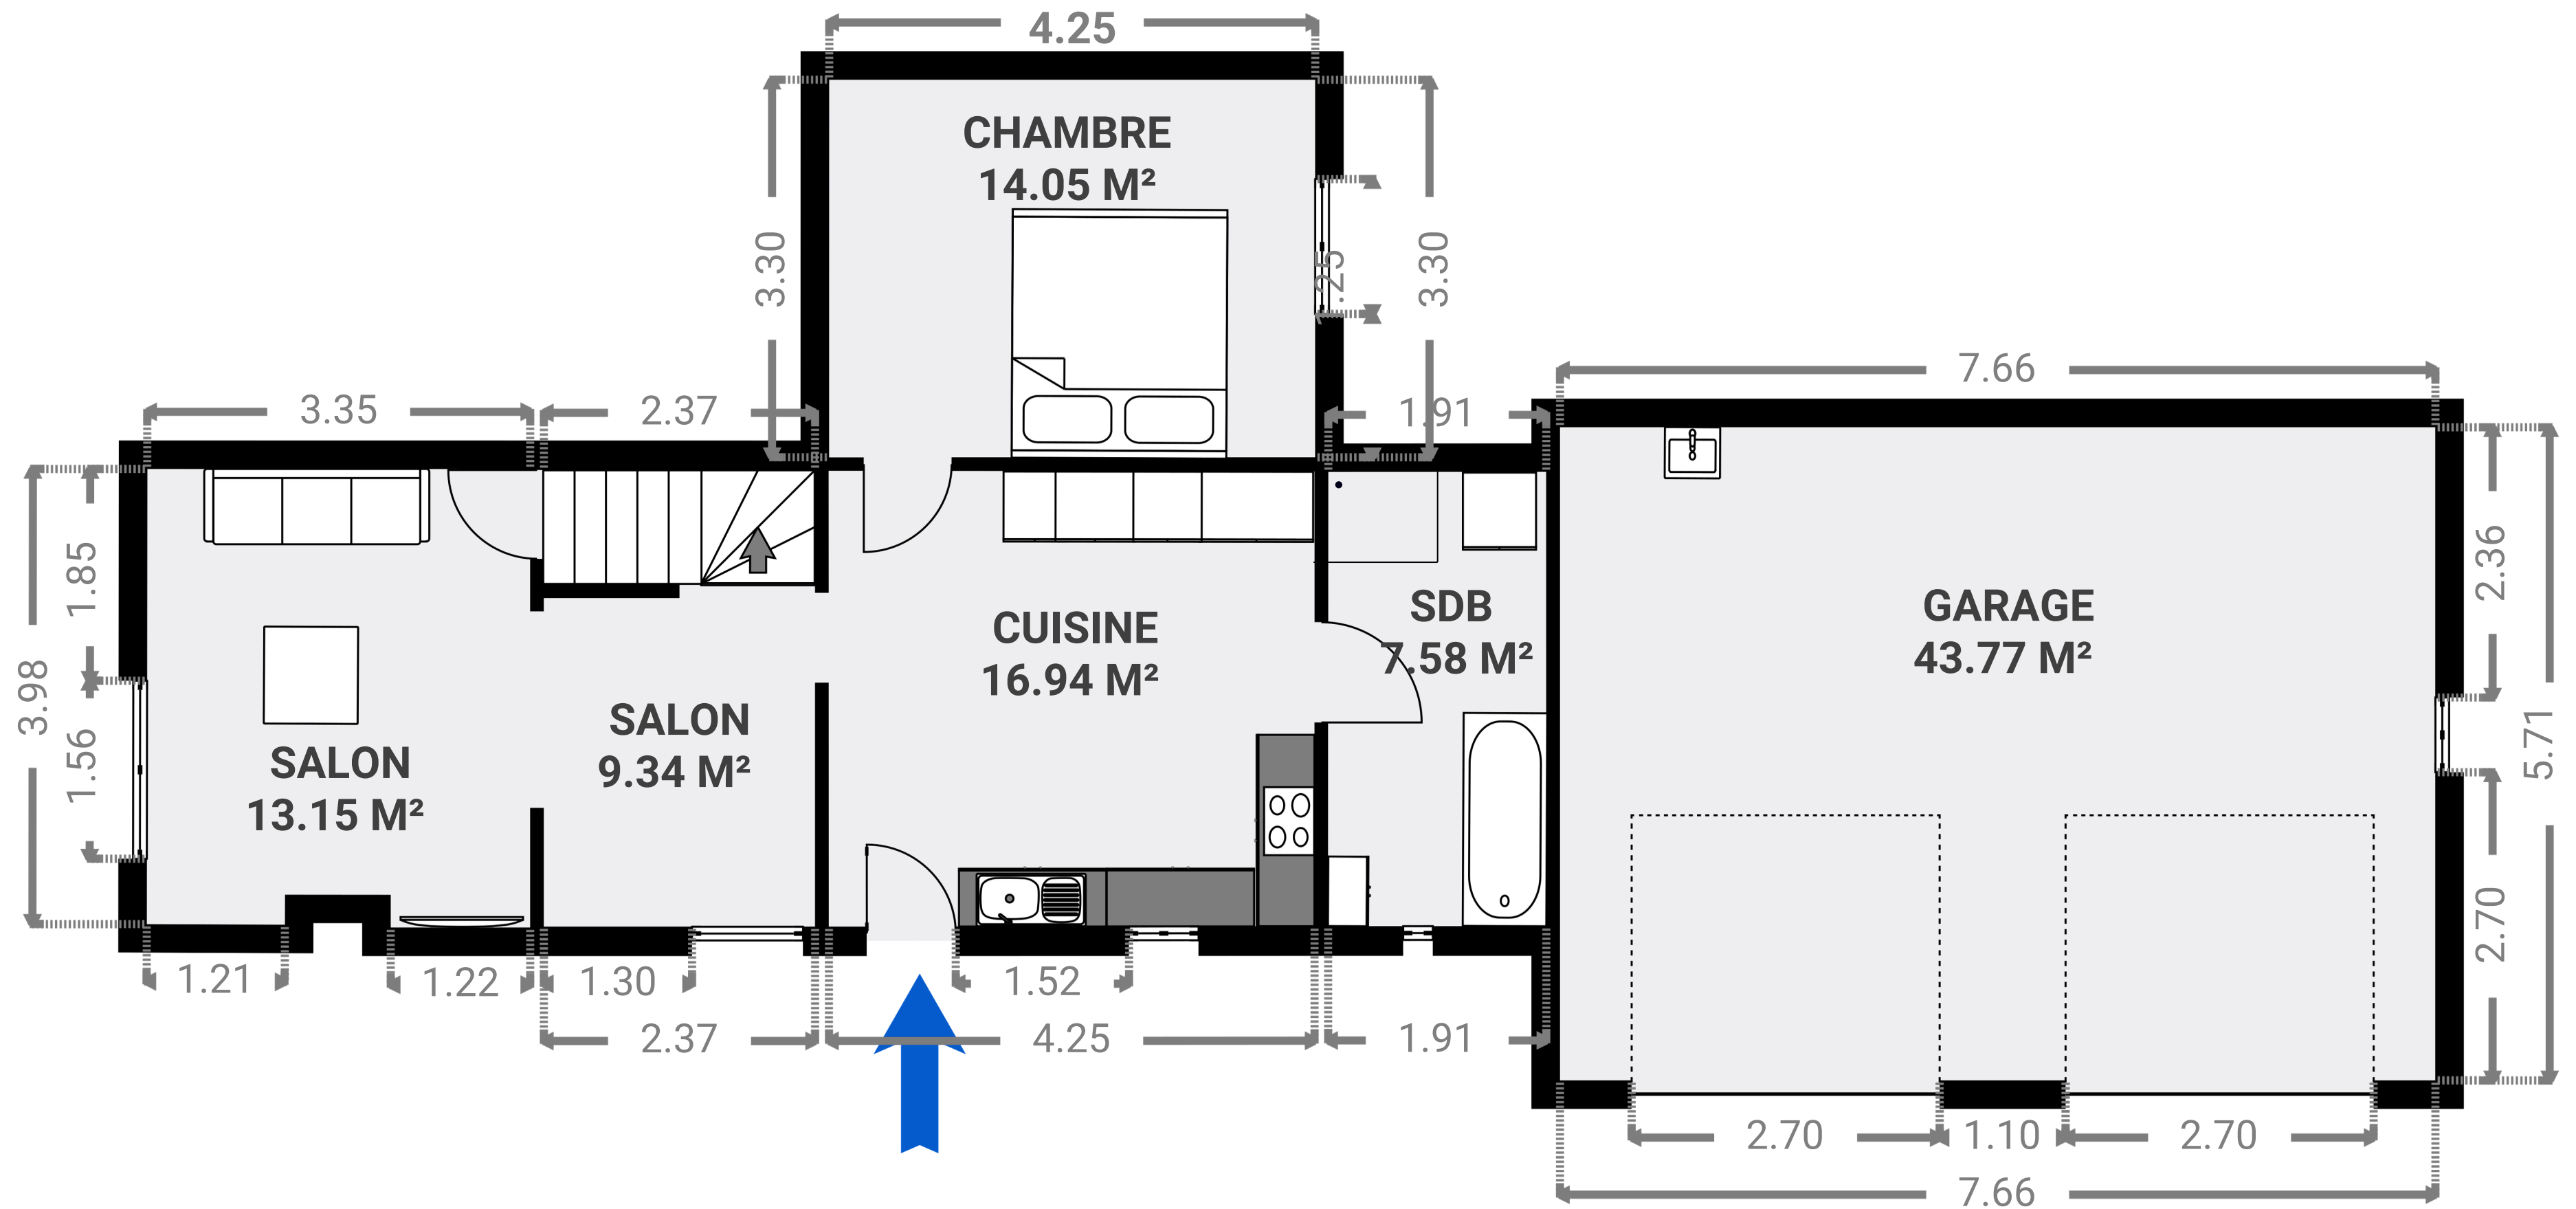 4.25
CHAMBRE
14.05 M²
3.30
.25
3.30
3.35
2.37
1.91
7.66
3.98
1.85
1.56
SALON
13.15 M²
SALON
9.34 M²
CUISINE
16.94 M²
SDB
7.58 M²
GARAGE
43.77 M²
2.36
5.71
2.70
1.21
1.22
1.30
1.52
2.37
4.25
1.91
2.70
1.10
2.70
7.66